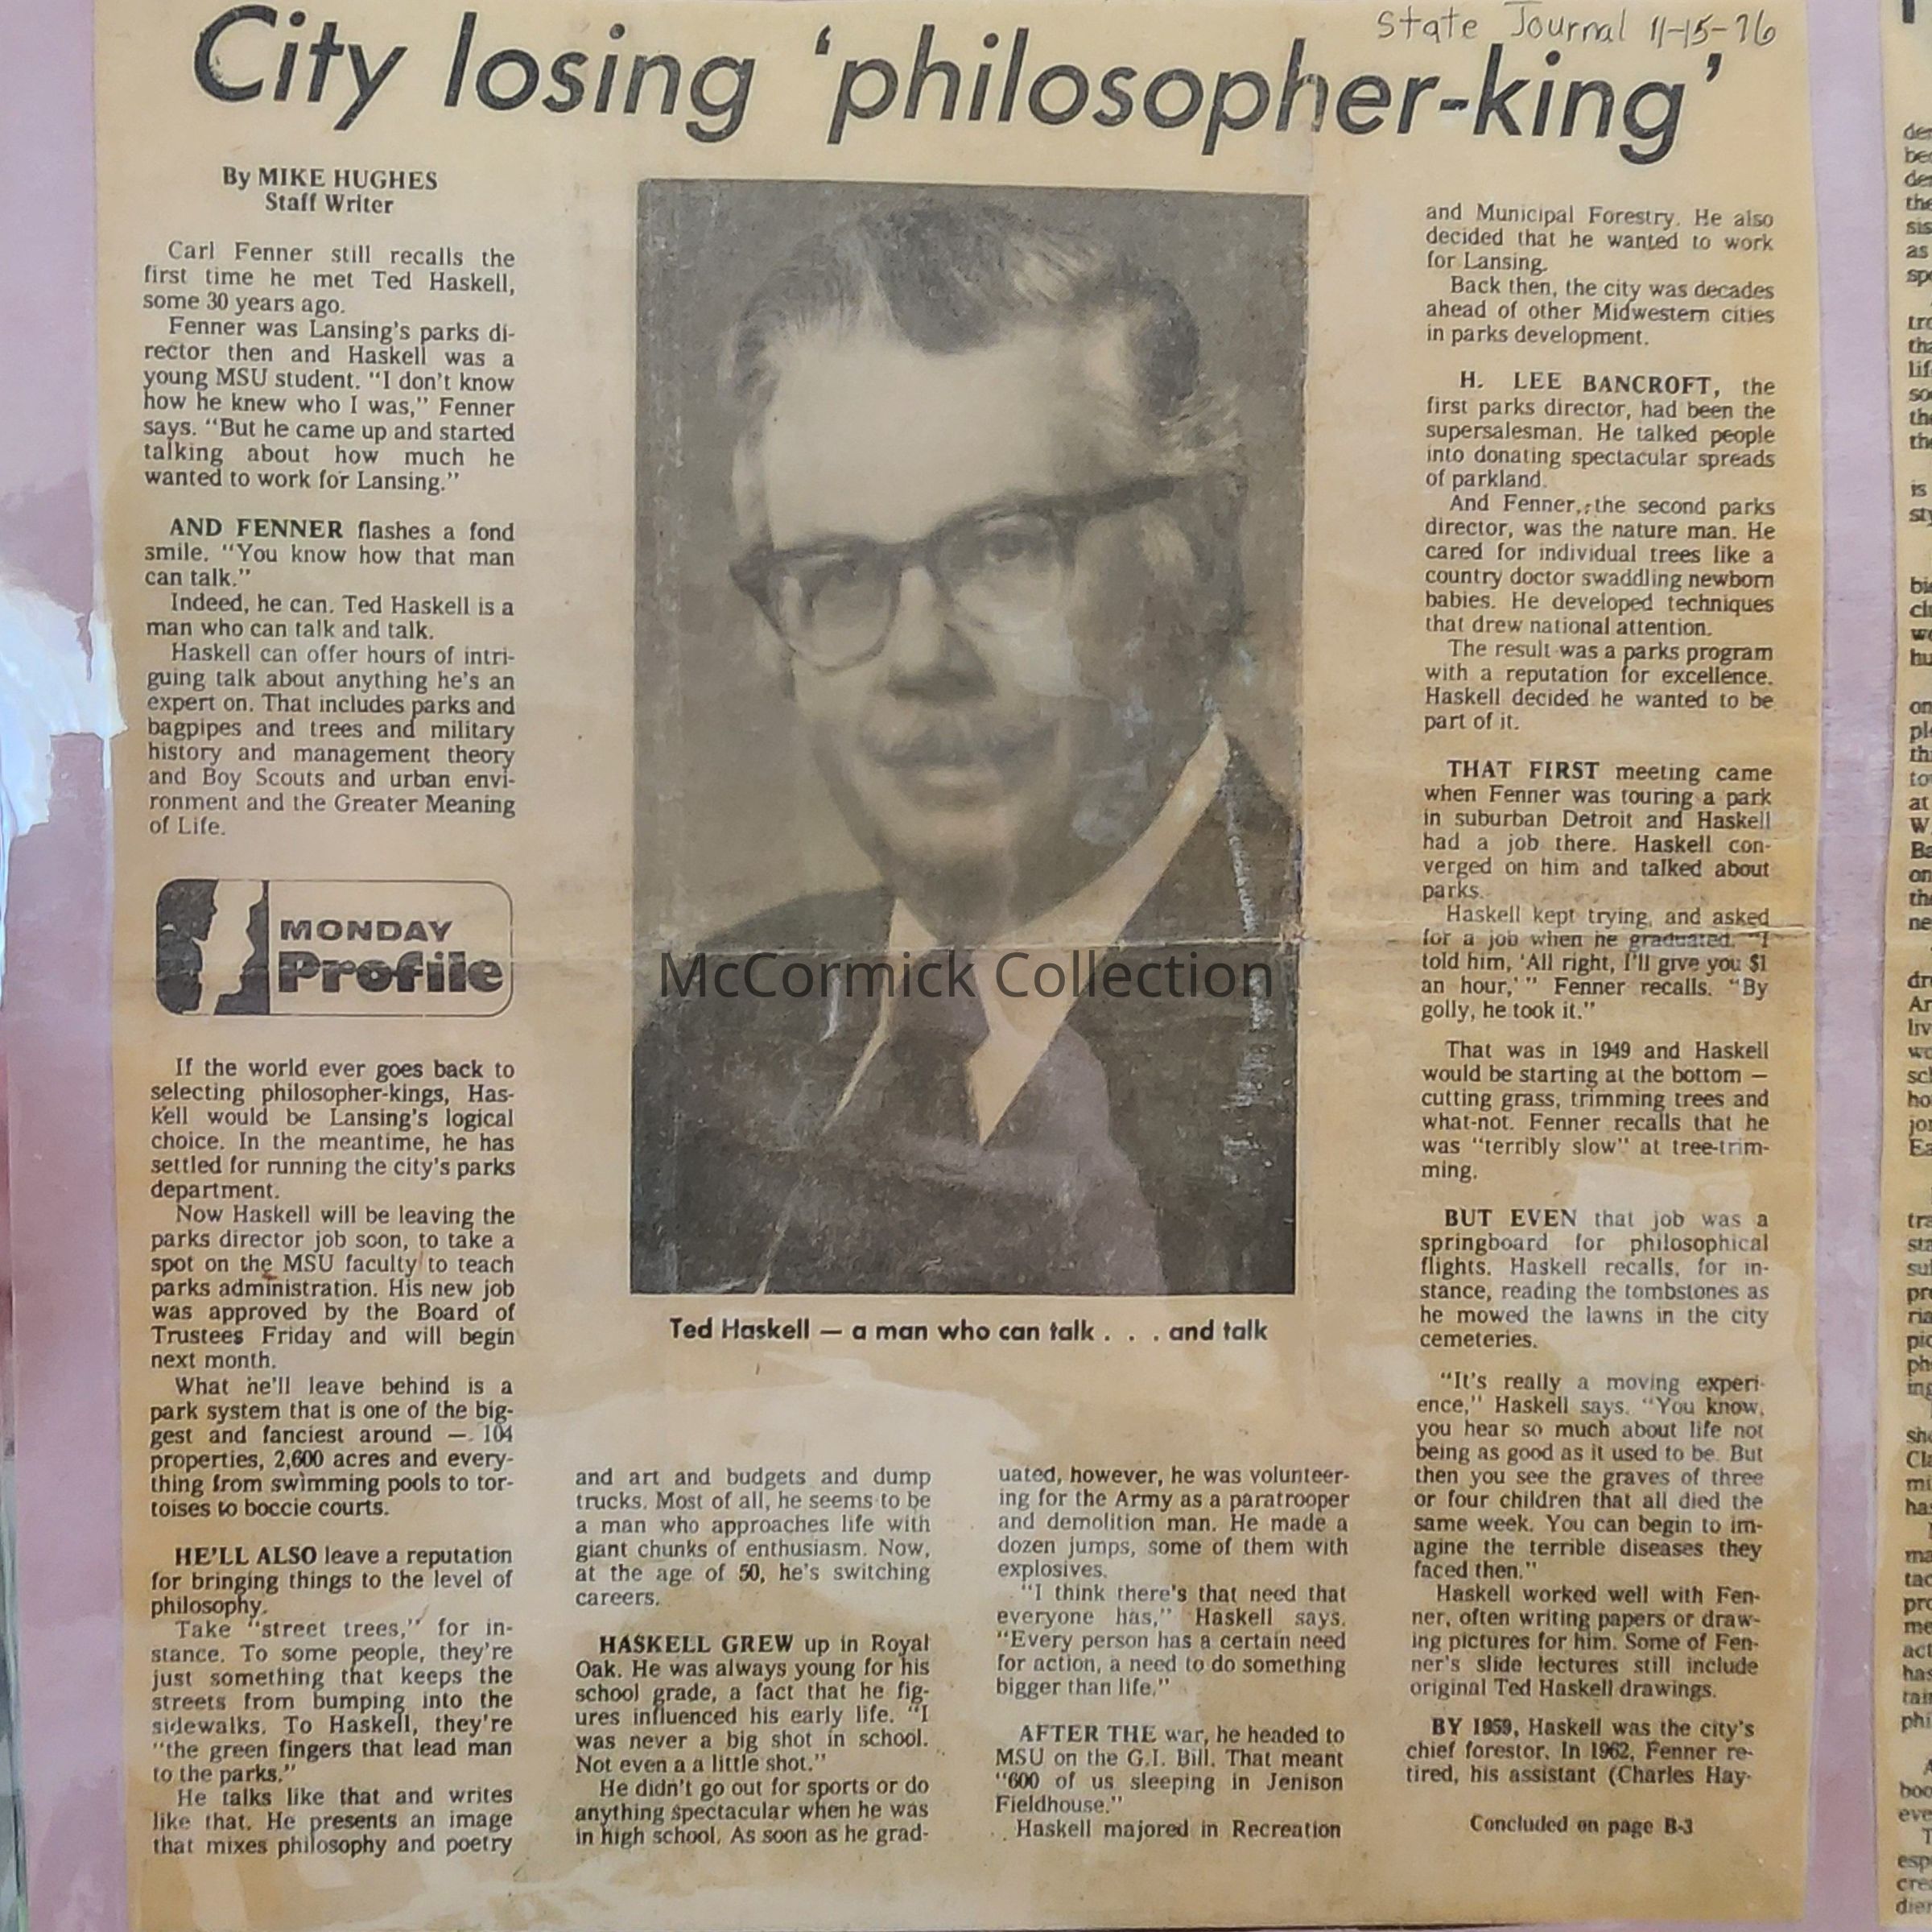 State Journal 11-15-76
City losing 'philosopher-king'
By MIKE HUGHES
Staff Writer
Carl Fenner still recalls the
first time he met Ted Haskell,
some 30 years ago.
Fenner was Lansing's parks di-
rector then and Haskell was a
young MSU student. "I don't know
how he knew who I was," Fenner
says. "But he came up and started
talking about how much he
wanted to work for Lansing."
AND FENNER flashes a fond
smile. "You know how that man
can talk."
Indeed, he can. Ted Haskell is a
man who can talk and talk.
Haskell can offer hours of intri-
guing talk about anything he's an
expert on. That includes parks and
bagpipes and trees and military
history and management theory
and Boy Scouts and urban envi-
ronment and the Greater Meaning
of Life.
MONDAY
Profile
If the world ever goes back to
selecting philosopher-kings, Has-
kell would be Lansing's logical
choice. In the meantime, he has
settled for running the city's parks
department.
Now Haskell will be leaving the
parks director job soon, to take a
spot on the MSU faculty to teach
parks administration. His new job
was approved by the Board of
Trustees Friday and will begin
next month.
What he'll leave behind is a
park system that is one of the big-
gest and fanciest around — 104
properties, 2,600 acres and every-
thing from swimming pools to tor-
toises to boccie courts.
HE'LL ALSO leave a reputation
for bringing things to the level of
philosophy.
Take "street trees," for in-
stance. To some people, they're
just something that keeps the
streets from bumping into the
sidewalks. To Haskell, they're
"the green fingers that lead man
to the parks."
He talks like that and writes
like that. He presents an image
that mixes philosophy and poetry
McCormick Collection
Ted Haskell — a man who can talk . . . and talk
and art and budgets and dump
trucks. Most of all, he seems to be
a man who approaches life with
giant chunks of enthusiasm. Now,
at the age of 50, he's switching
careers.
HASKELL GREW up in Royal
Oak. He was always young for his
school grade, a fact that he fig-
ures influenced his early life. "I
was never a big shot in school.
Not even a a little shot."
He didn't go out for sports or do
anything spectacular when he was
in high school. As soon as he grad-
uated, however, he was volunteer-
ing for the Army as a paratrooper
and demolition man. He made a
dozen jumps, some of them with
explosives.
"I think there's that need that
everyone has," Haskell says.
"Every person has a certain need
for action, a need to do something
bigger than life."
AFTER THE war, he headed to
MSU on the G.I. Bill. That meant
"600 of us sleeping in Jenison
Fieldhouse."
Haskell majored in Recreation
and Municipal Forestry. He also
decided that he wanted to work
for Lansing.
Back then, the city was decades
ahead of other Midwestern cities
in parks development.
H. LEE BANCROFT, the
first parks director, had been the
supersalesman. He talked people
into donating spectacular spreads
of parkland.
And Fenner, the second parks
director, was the nature man. He
cared for individual trees like a
country doctor swaddling newborn
babies. He developed techniques
that drew national attention.
The result was a parks program
with a reputation for excellence.
Haskell decided he wanted to be
part of it.
THAT FIRST meeting came
when Fenner was touring a park
in suburban Detroit and Haskell
had a job there. Haskell con-
verged on him and talked about
parks.
Haskell kept trying, and asked
for a job when he graduated. "I
told him, 'All right, I'll give you $1
an hour,' " Fenner recalls. "By
golly, he took it."
That was in 1949 and Haskell
would be starting at the bottom —
cutting grass, trimming trees and
what-not. Fenner recalls that he
was "terribly slow" at tree-trim-
ming.
BUT EVEN that job was a
springboard for philosophical
flights. Haskell recalls, for in-
stance, reading the tombstones as
he mowed the lawns in the city
cemeteries.
"It's really a moving experi-
ence," Haskell says. "You know,
you hear so much about life not
being as good as it used to be. But
then you see the graves of three
or four children that all died the
same week. You can begin to im-
agine the terrible diseases they
faced then."
Haskell worked well with Fen-
ner, often writing papers or draw-
ing pictures for him. Some of Fen-
ner's slide lectures still include
original Ted Haskell drawings.
BY 1959, Haskell was the city's
chief forestor. In 1962, Fenner re-
tired, his assistant (Charles Hay-
Concluded on page B-3